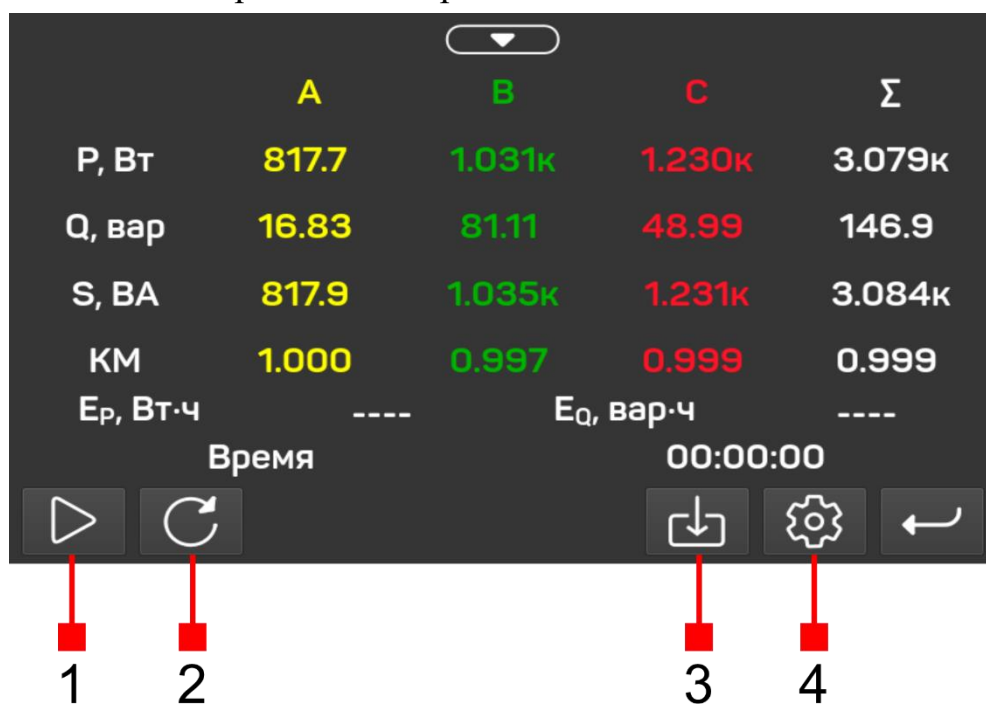 A B C Σ
P, Вт 817.7 1.031к 1.230к 3.079к
Q, вар 16.83 81.11 48.99 146.9
S, ВА 817.9 1.035к 1.231к 3.084к
КМ 1.000 0.997 0.999 0.999
EP, Вт·ч ---- EQ, вар·ч ----
Время 00:00:00
1 2 3 4